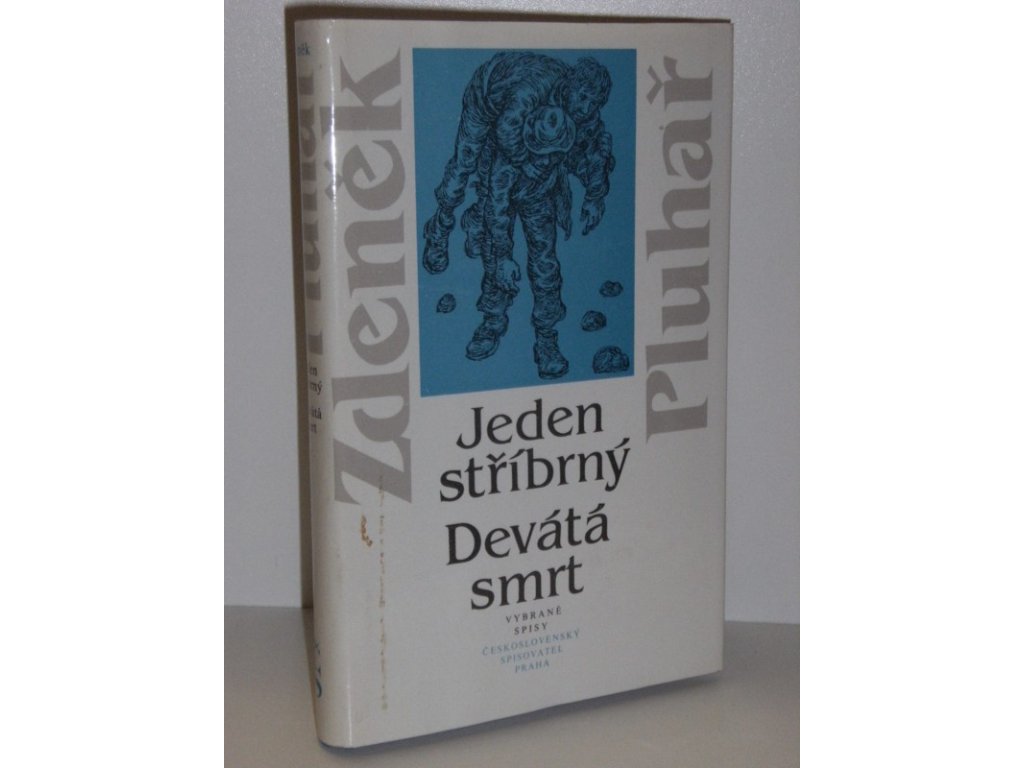 Zdeněk
Pluhař
Jeden
stříbrný
Devátá
smrt
VYBRANÉ
SPISY
ČESKOSLOVENSKÝ
SPISOVATEL
PRAHA